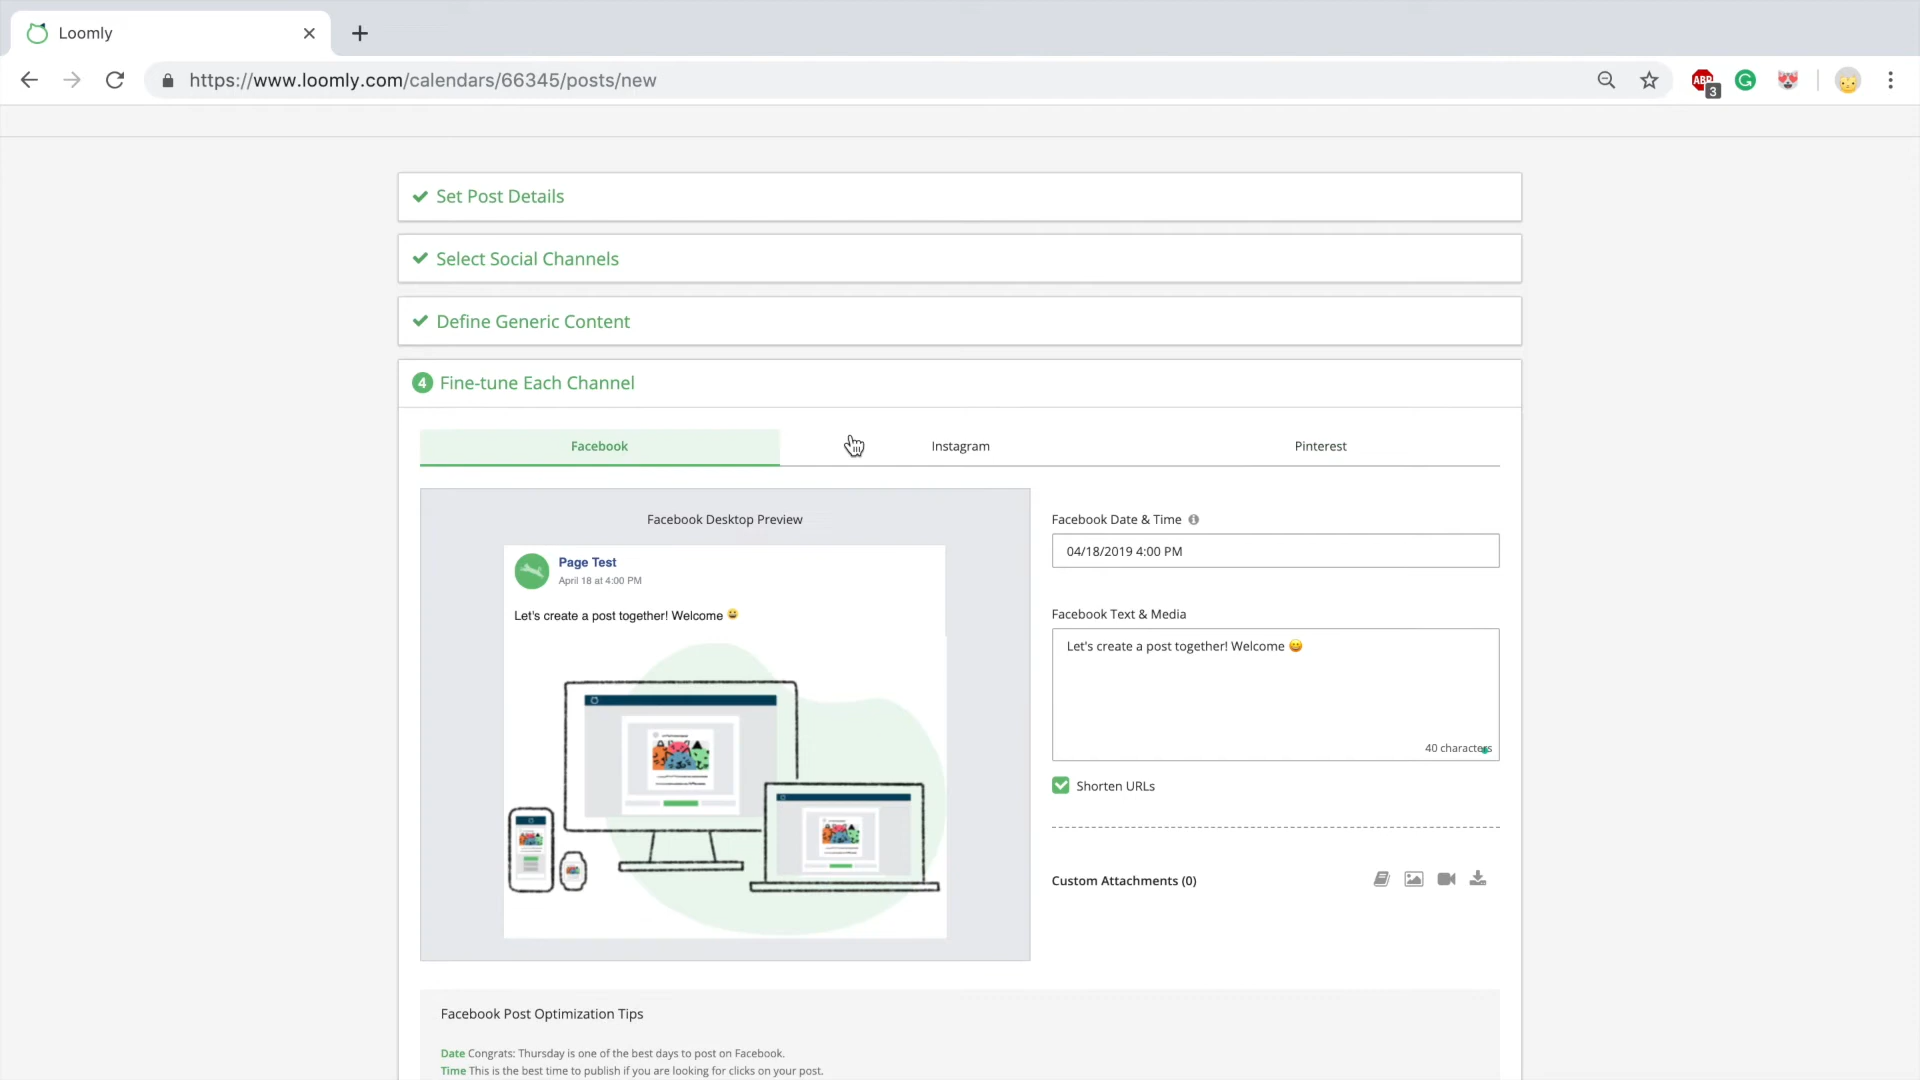 Loomly
https://www.loomly.com/calendars/66345/posts/new
ABP
3
Set Post Details
Select Social Channels
Define Generic Content
4 Fine-tune Each Channel
Facebook
Instagram
Pinterest
Facebook Desktop Preview
Page Test
April 18 at 4:00 PM
Let's create a post together! Welcome 😀
Facebook Date & Time
04/18/2019 4:00 PM
Facebook Text & Media
Let's create a post together! Welcome 😀
40 characters
Shorten URLs
Custom Attachments (0)
Facebook Post Optimization Tips
Date Congrats: Thursday is one of the best days to post on Facebook.
Time This is the best time to publish if you are looking for clicks on your post.